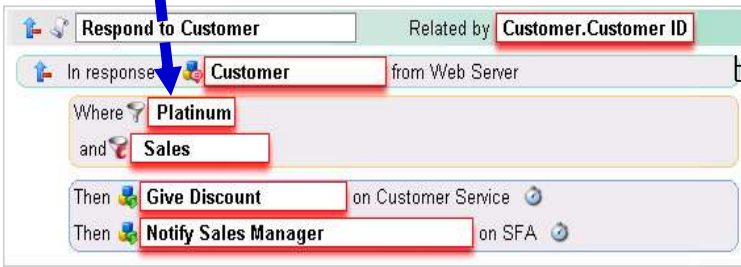 Respond to Customer Related by Customer.Customer ID
In response Customer from Web Server
Where Platinum
and Sales
Then Give Discount on Customer Service
Then Notify Sales Manager on SFA